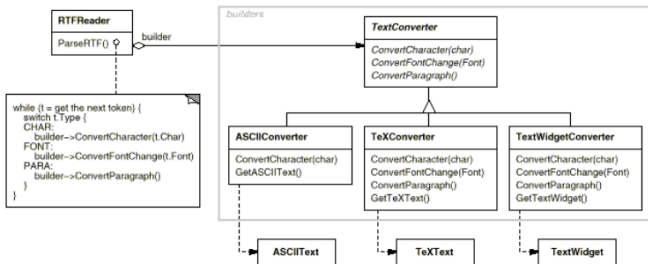 builders
RTFReader
ParseRTF()
builder
TextConverter
ConvertCharacter(char)
ConvertFontChange(Font)
ConvertParagraph()
while (t = get the next token) {
switch t.Type {
CHAR:
builder->ConvertCharacter(t.Char)
FONT:
builder->ConvertFontChange(t.Font)
PARA:
builder->ConvertParagraph()
}
}
ASCIIConverter
ConvertCharacter(char)
GetASCIIText()
TeXConverter
ConvertCharacter(char)
ConvertFontChange(Font)
ConvertParagraph()
GetTeXText()
TextWidgetConverter
ConvertCharacter(char)
ConvertFontChange(Font)
ConvertParagraph()
GetTextWidget()
ASCIIText
TeXText
TextWidget